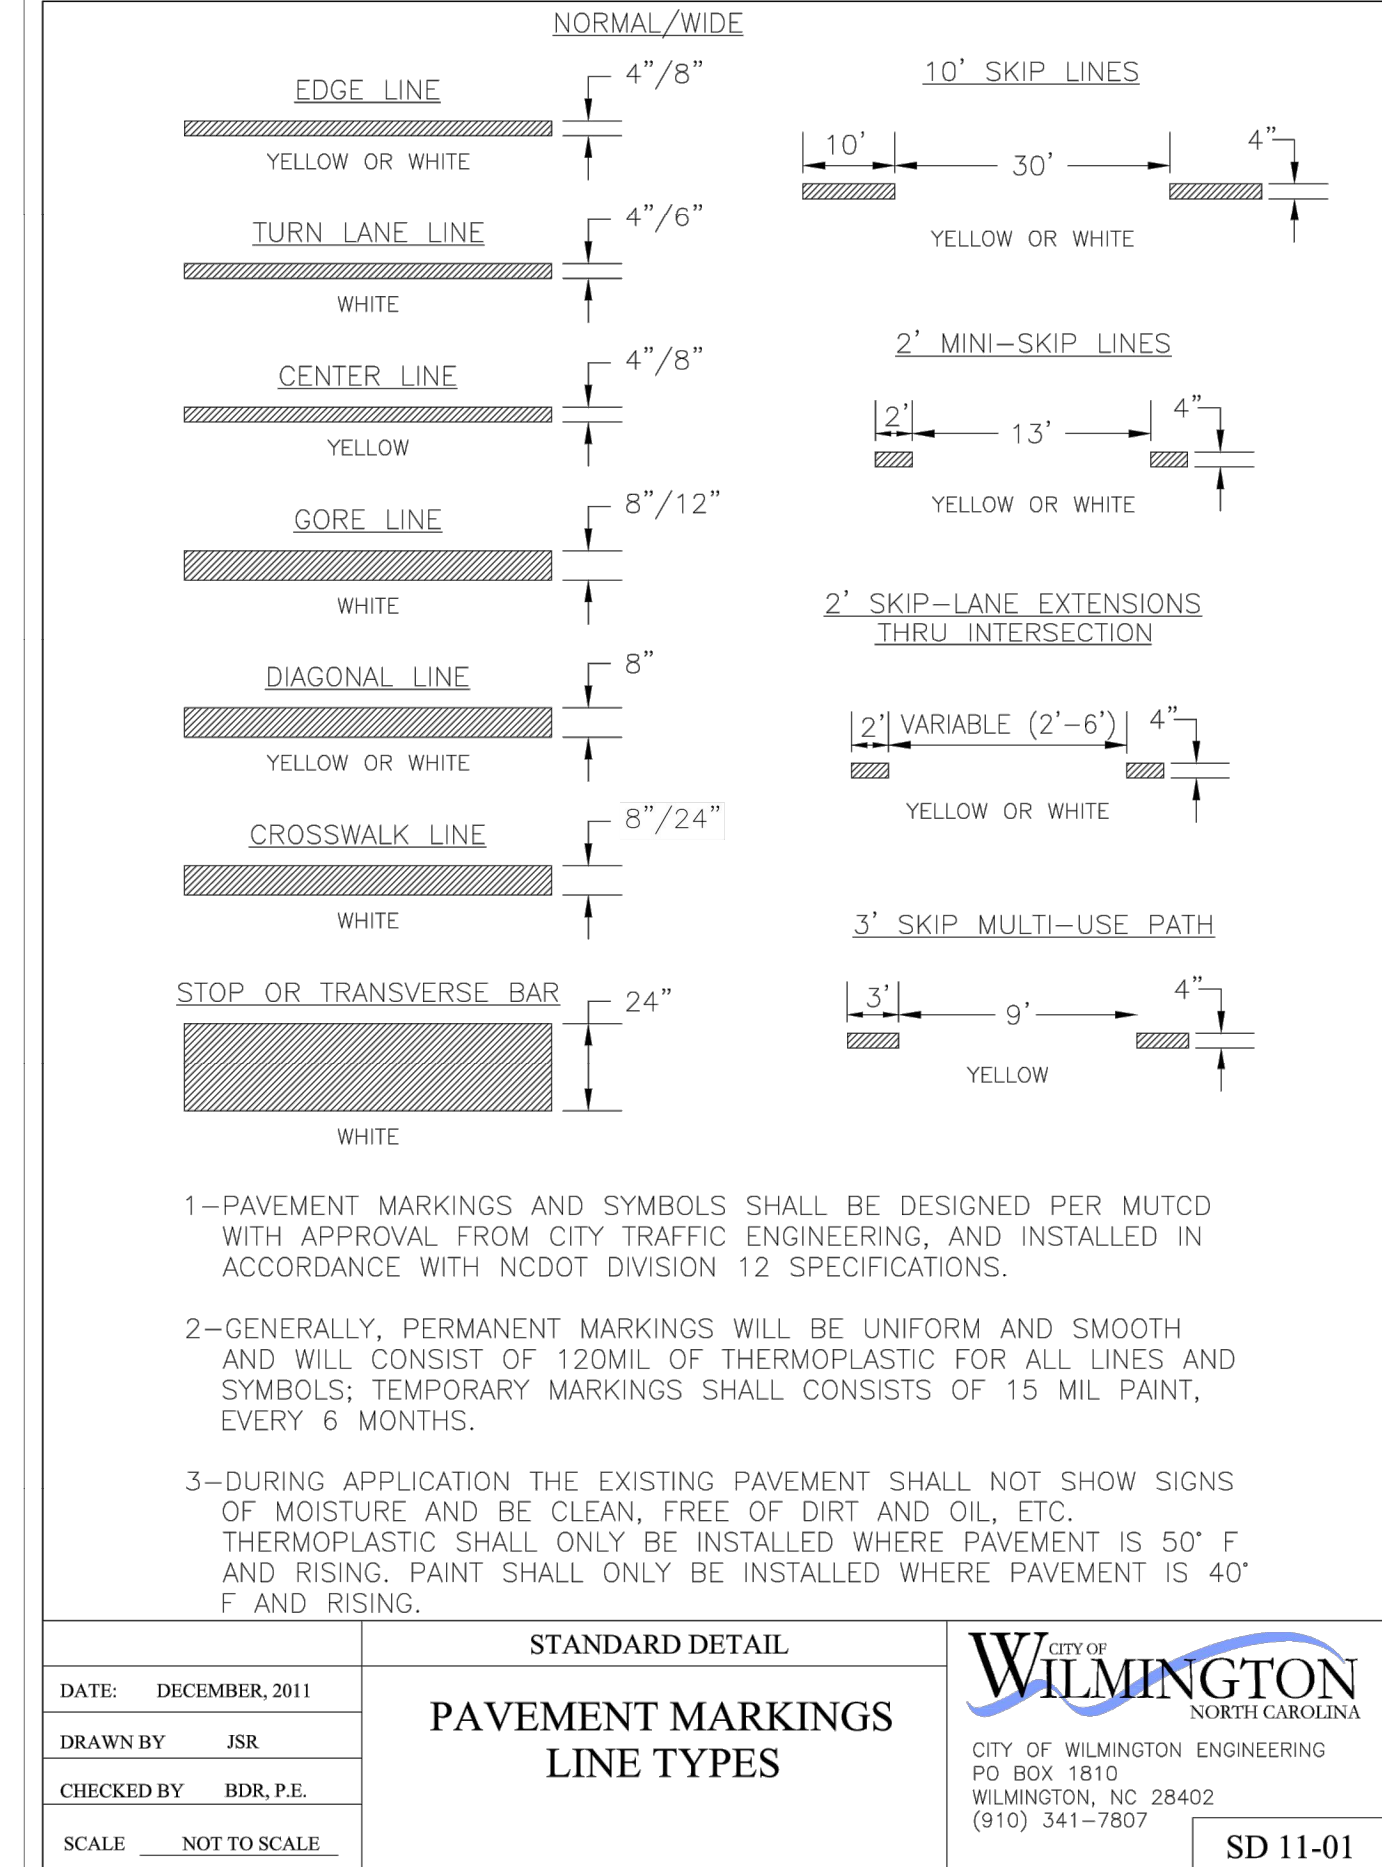 NORMAL/WIDE
EDGE LINE
4"/8"
YELLOW OR WHITE
TURN LANE LINE
4"/6"
WHITE
CENTER LINE
4"/8"
YELLOW
GORE LINE
8"/12"
WHITE
DIAGONAL LINE
8"
YELLOW OR WHITE
CROSSWALK LINE
8"/24"
WHITE
STOP OR TRANSVERSE BAR
24"
WHITE
10' SKIP LINES
10'
30'
4"
YELLOW OR WHITE
2' MINI-SKIP LINES
2'
13'
4"
YELLOW OR WHITE
2' SKIP-LANE EXTENSIONS
THRU INTERSECTION
2'
VARIABLE (2'-6')
4"
YELLOW OR WHITE
3' SKIP MULTI-USE PATH
3'
9'
4"
YELLOW
1-PAVEMENT MARKINGS AND SYMBOLS SHALL BE DESIGNED PER MUTCD
WITH APPROVAL FROM CITY TRAFFIC ENGINEERING, AND INSTALLED IN
ACCORDANCE WITH NCDOT DIVISION 12 SPECIFICATIONS.
2-GENERALLY, PERMANENT MARKINGS WILL BE UNIFORM AND SMOOTH
AND WILL CONSIST OF 120MIL OF THERMOPLASTIC FOR ALL LINES AND
SYMBOLS; TEMPORARY MARKINGS SHALL CONSISTS OF 15 MIL PAINT,
EVERY 6 MONTHS.
3-DURING APPLICATION THE EXISTING PAVEMENT SHALL NOT SHOW SIGNS
OF MOISTURE AND BE CLEAN, FREE OF DIRT AND OIL, ETC.
THERMOPLASTIC SHALL ONLY BE INSTALLED WHERE PAVEMENT IS 50° F
AND RISING. PAINT SHALL ONLY BE INSTALLED WHERE PAVEMENT IS 40°
F AND RISING.
DATE: DECEMBER, 2011
DRAWN BY JSR
CHECKED BY BDR, P.E.
SCALE NOT TO SCALE
STANDARD DETAIL
PAVEMENT MARKINGS
LINE TYPES
CITY OF
WILMINGTON
NORTH CAROLINA
CITY OF WILMINGTON ENGINEERING
PO BOX 1810
WILMINGTON, NC 28402
(910) 341-7807
SD 11-01